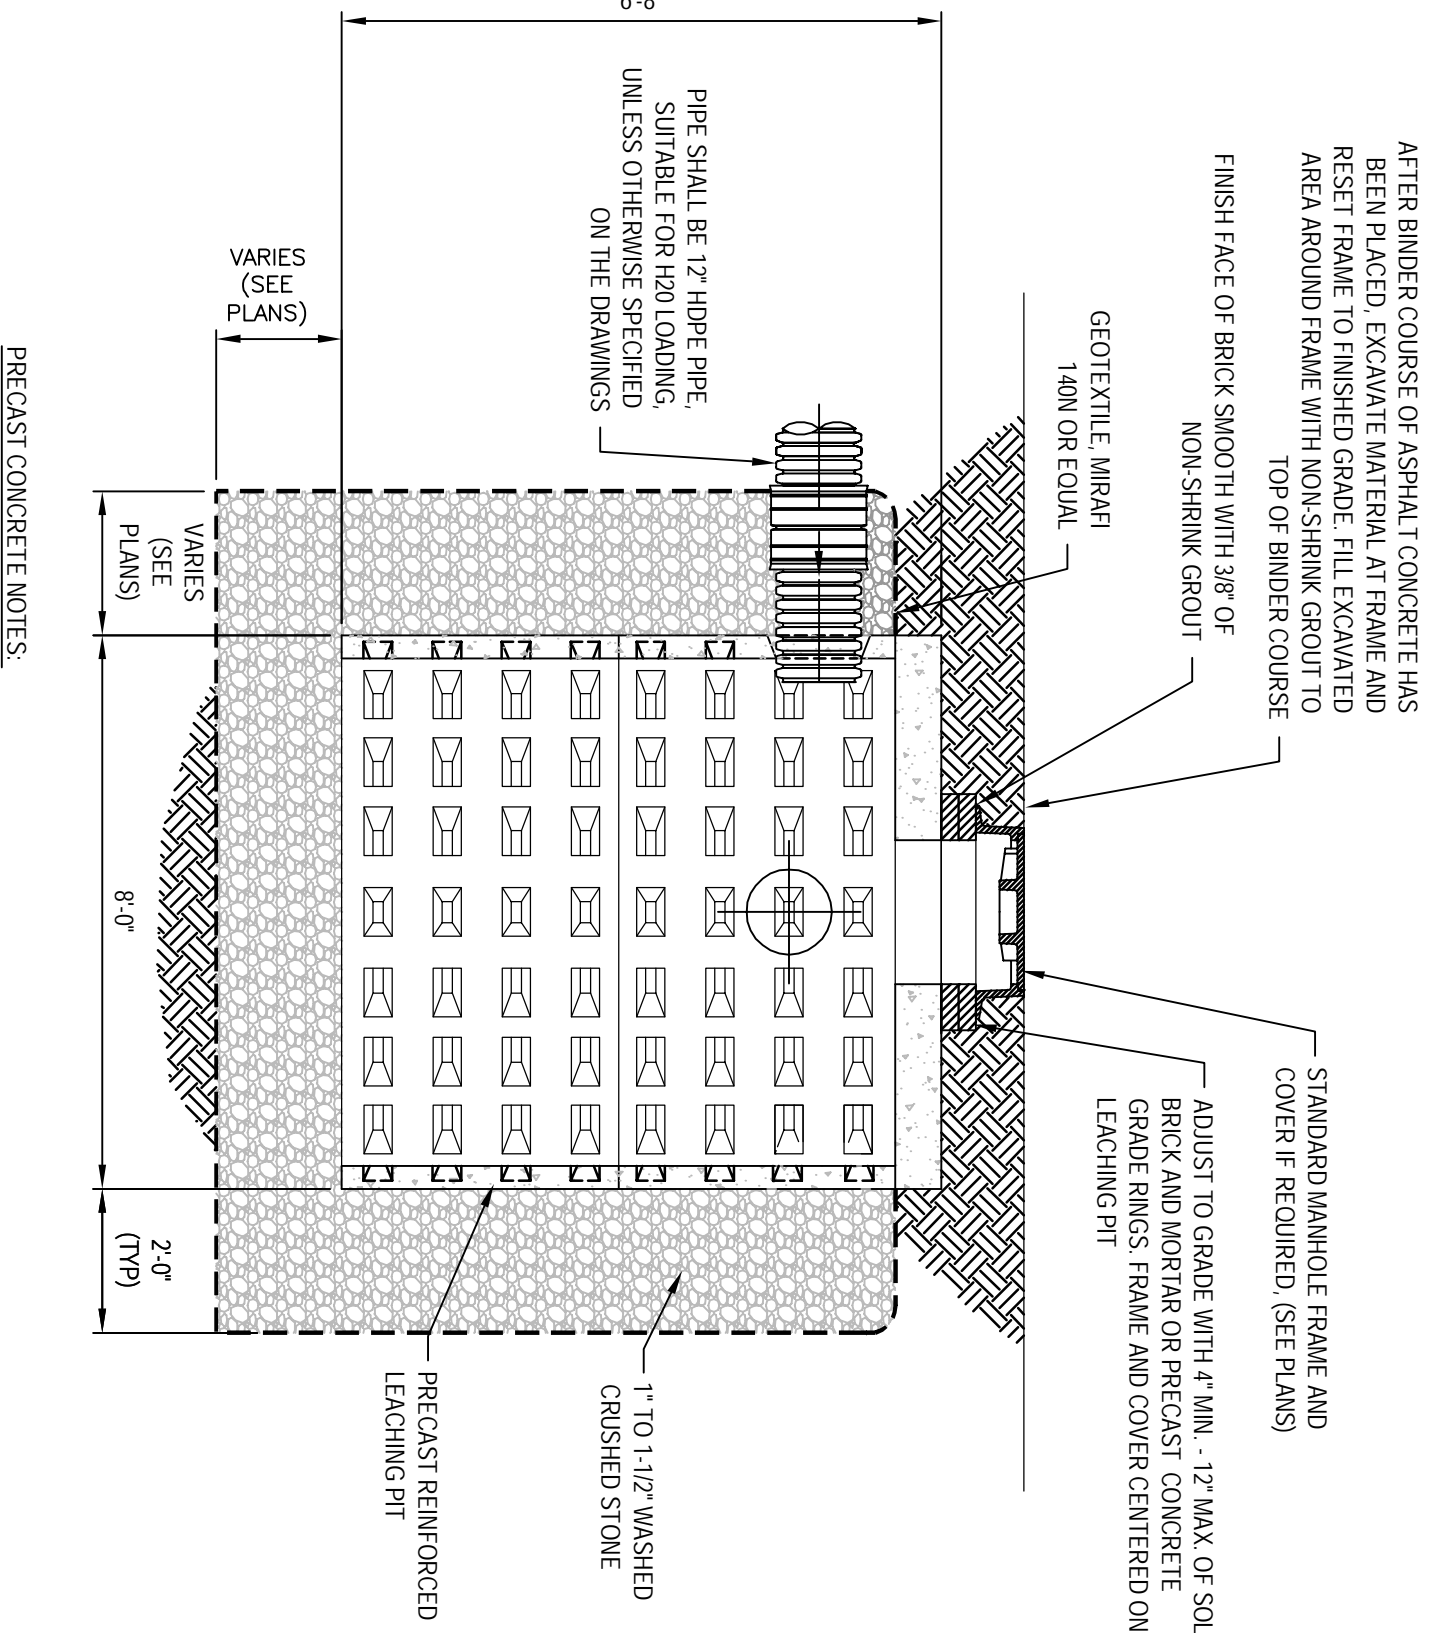 AFTER BINDER COURSE OF ASPHALT CONCRETE HAS
BEEN PLACED, EXCAVATE MATERIAL AT FRAME AND
RESET FRAME TO FINISHED GRADE. FILL EXCAVATED
AREA AROUND FRAME WITH NON-SHRINK GROUT TO
TOP OF BINDER COURSE
FINISH FACE OF BRICK SMOOTH WITH 3/8" OF
NON-SHRINK GROUT
GEOTEXTILE, MIRAFI
140N OR EQUAL
STANDARD MANHOLE FRAME AND
COVER IF REQUIRED, (SEE PLANS)
ADJUST TO GRADE WITH 4" MIN. - 12" MAX. OF SOL
BRICK AND MORTAR OR PRECAST CONCRETE
GRADE RINGS. FRAME AND COVER CENTERED ON
LEACHING PIT
PIPE SHALL BE 12" HDPE PIPE,
SUITABLE FOR H20 LOADING,
UNLESS OTHERWISE SPECIFIED
ON THE DRAWINGS
1" TO 1-1/2" WASHED
CRUSHED STONE
PRECAST REINFORCED
LEACHING PIT
VARIES
(SEE
PLANS)
VARIES
(SEE
PLANS)
8'-0"
2'-0"
(TYP)
PRECAST CONCRETE NOTES: